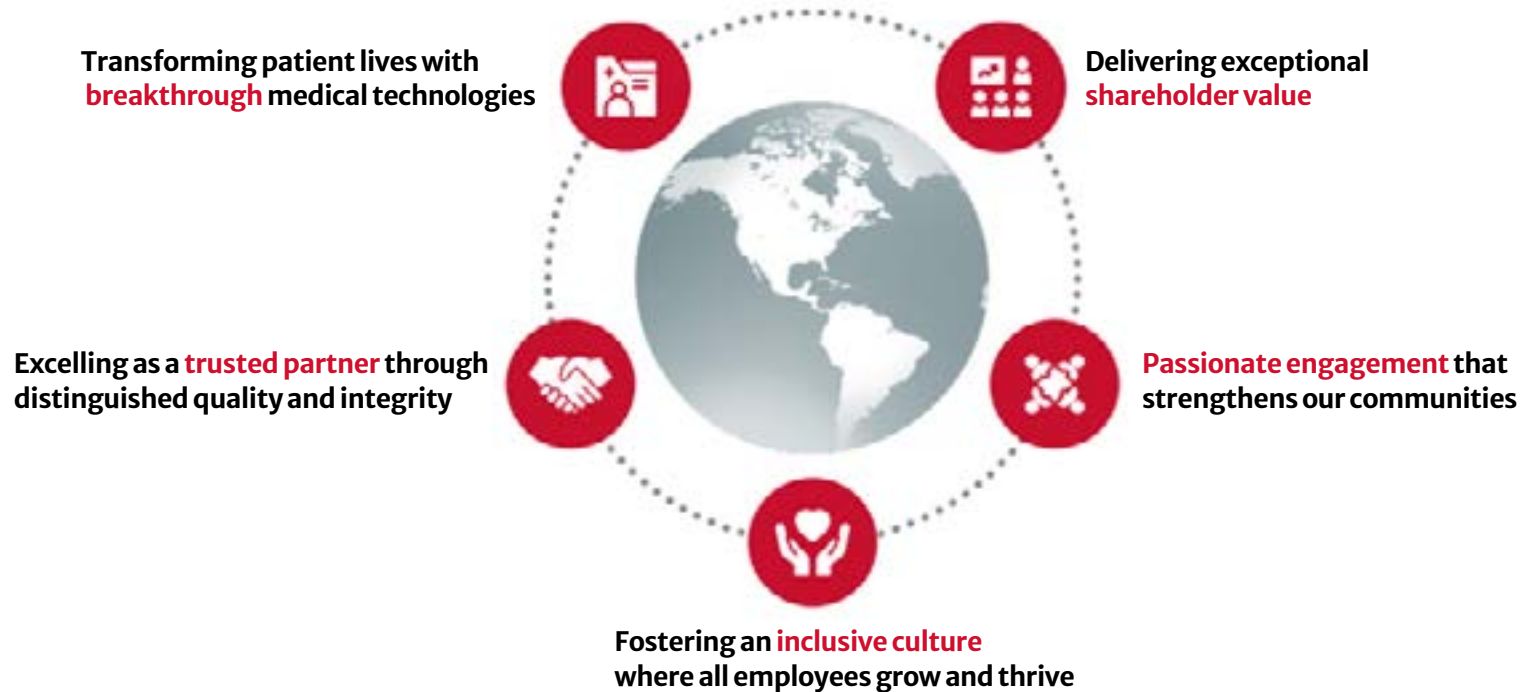 Transforming patient lives with
breakthrough medical technologies
Delivering exceptional
shareholder value
Excelling as a trusted partner through
distinguished quality and integrity
Passionate engagement that
strengthens our communities
Fostering an inclusive culture
where all employees grow and thrive